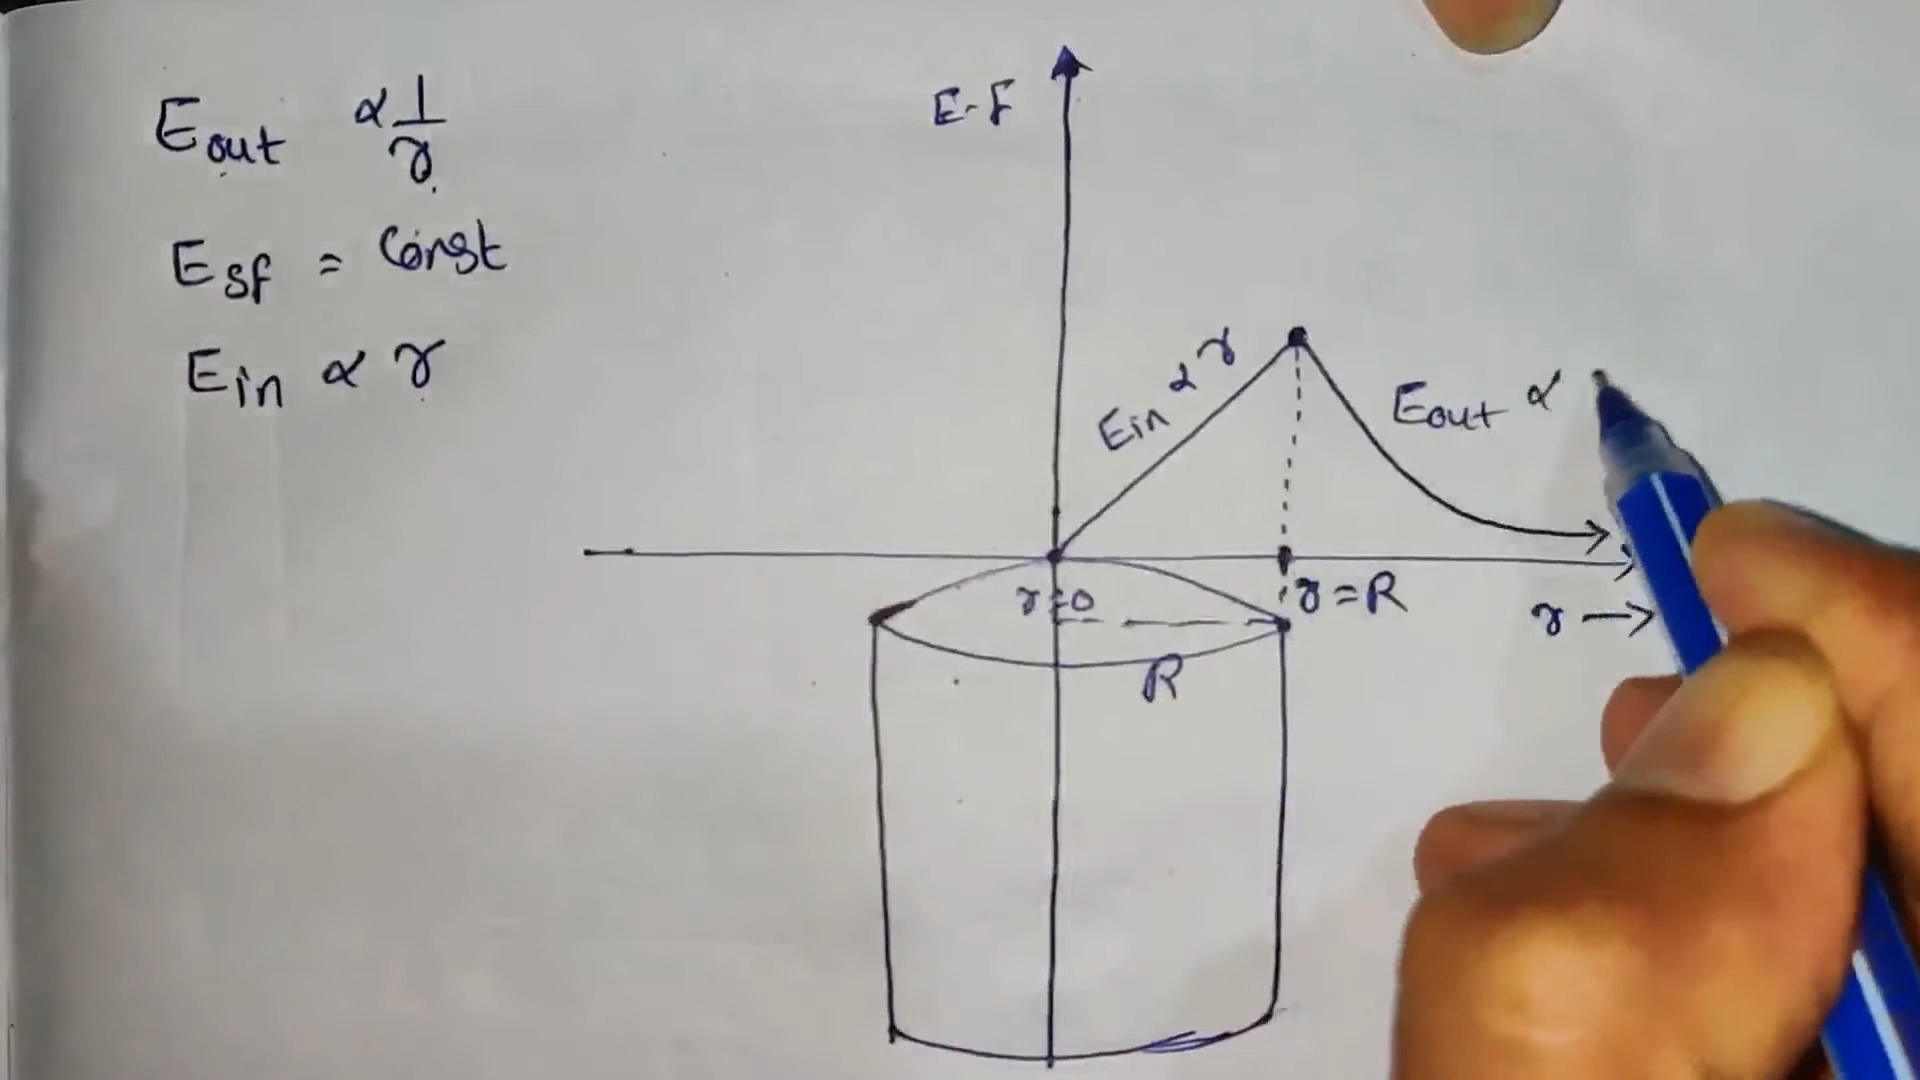 E-F
Eout α 1/r
Esf = Const
Ein α r
Ein α r
Eout α
r=0
r=R
r →
R